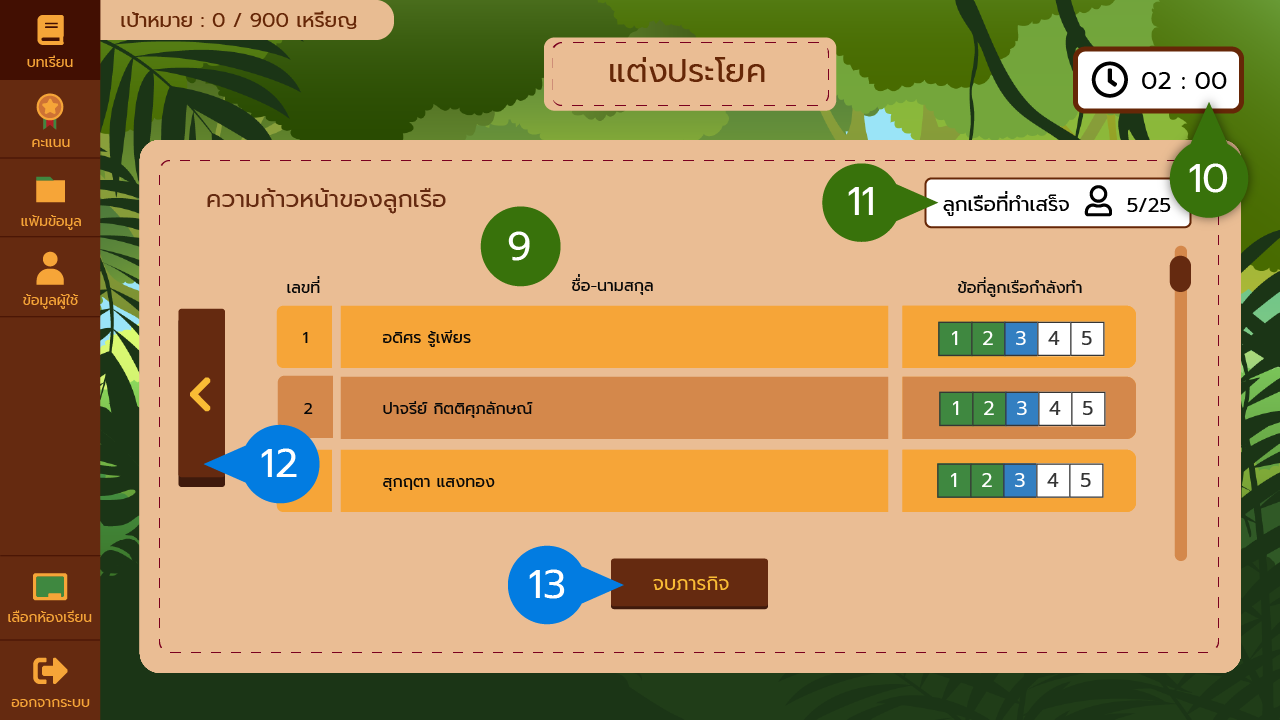 เป้าหมาย : 0 / 900 เหรียญ
บทเรียน
คะแนน
แฟ้มข้อมูล
ข้อมูลผู้ใช้
เลือกห้องเรียน
ออกจากระบบ
แต่งประโยค
02 : 00
10
ความก้าวหน้าของลูกเรือ
11
ลูกเรือที่ทำเสร็จ 5/25
9
เลขที่ ชื่อ-นามสกุล ข้อที่ลูกเรือกำลังทำ
1 อดิศร รู้เพียร 1 2 3 4 5
2 ปาจรีย์ กิตติศุภลักษณ์ 1 2 3 4 5
12
สุกฤตา แสงทอง 1 2 3 4 5
13
จบภารกิจ